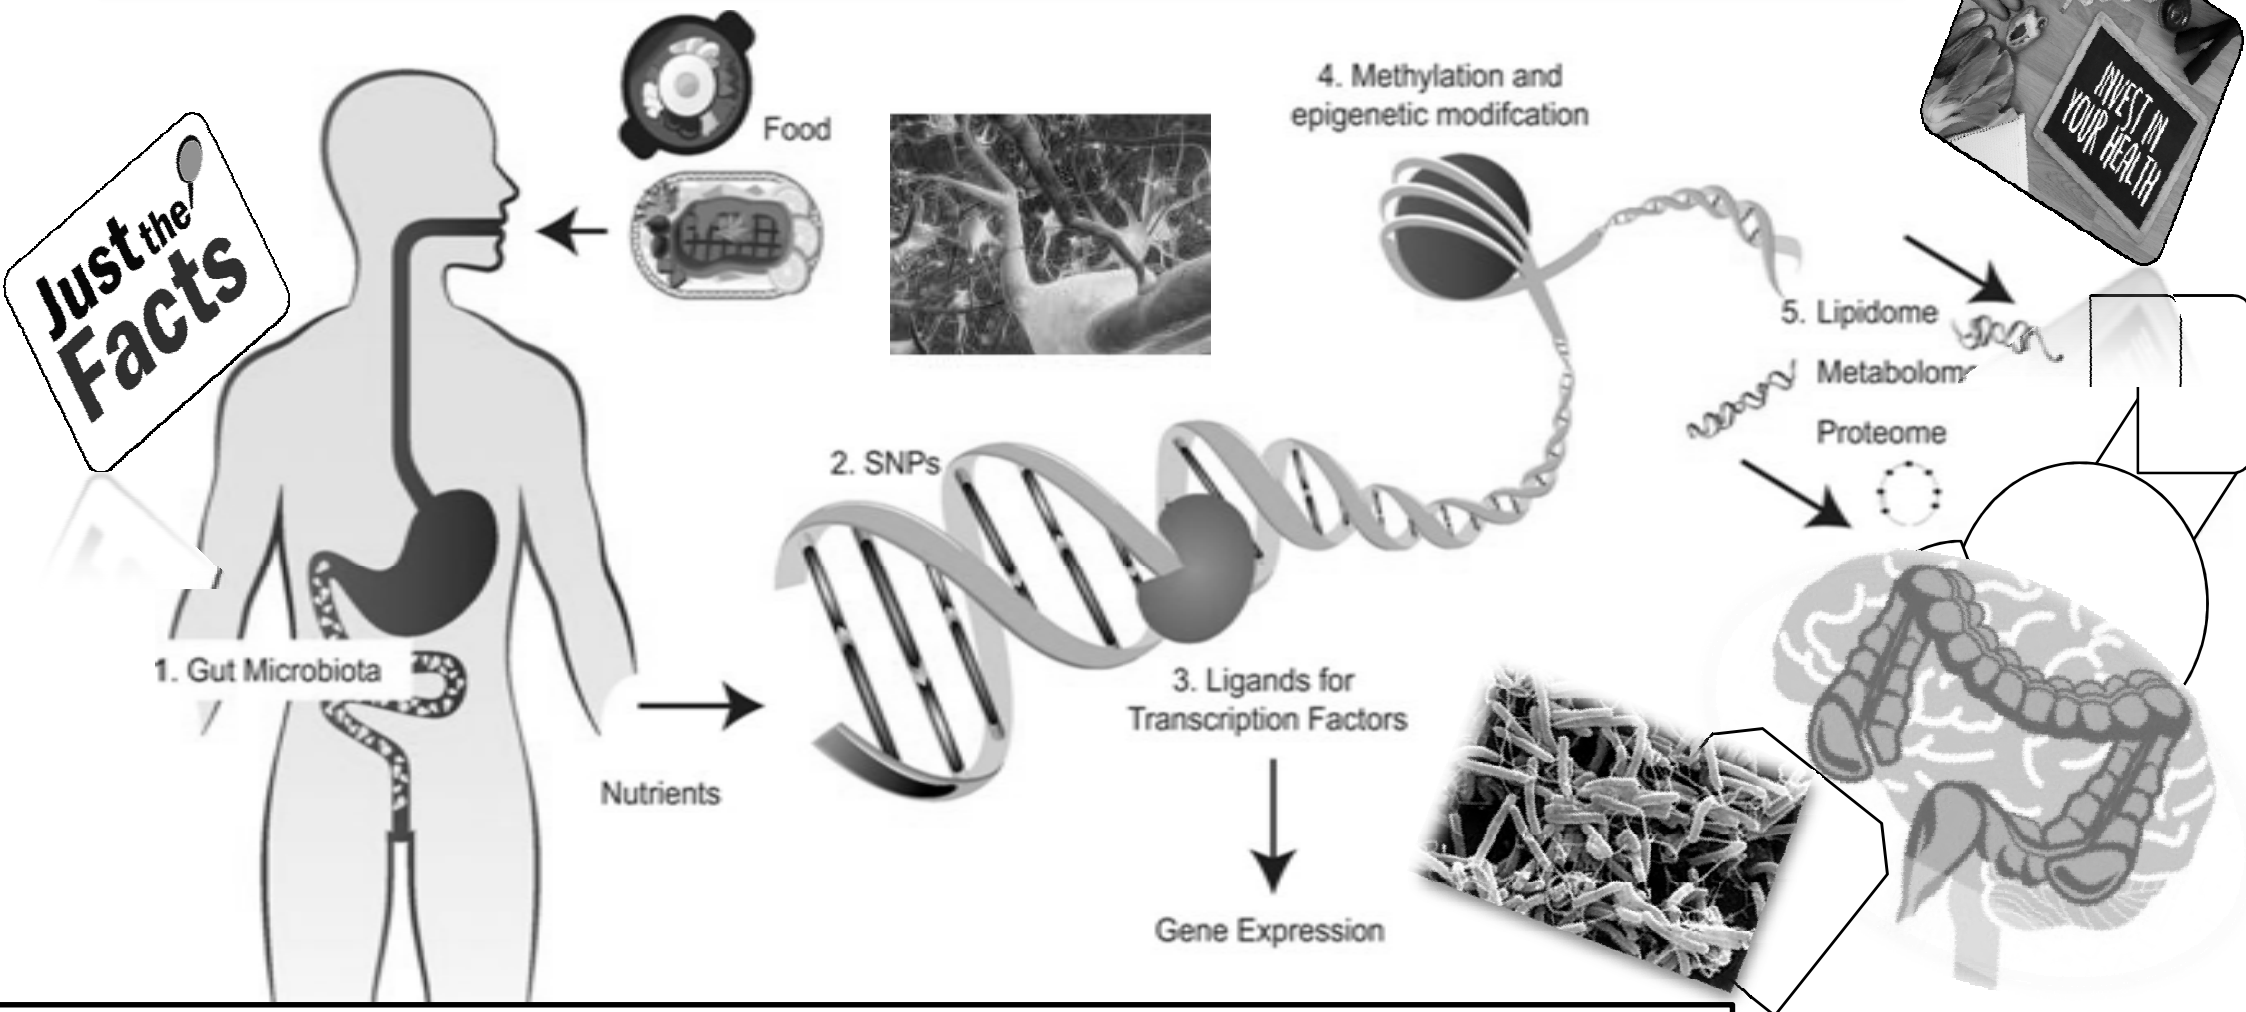 Just the
Facts
Food
4. Methylation and
epigenetic modifcation
INVEST IN
YOUR HEALTH
5. Lipidome
Metabolome
Proteome
2. SNPs
1. Gut Microbiota
3. Ligands for
Transcription Factors
Nutrients
Gene Expression